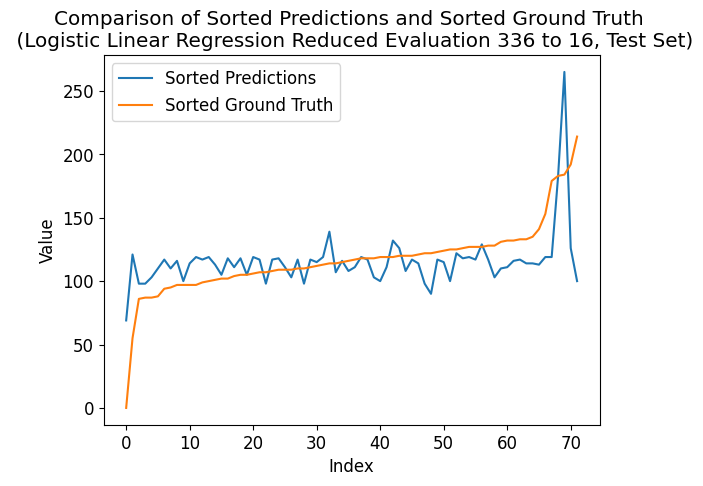 Comparison of Sorted Predictions and Sorted Ground Truth
(Logistic Linear Regression Reduced Evaluation 336 to 16, Test Set)
Sorted Predictions
Sorted Ground Truth
250
200
150
100
50
0
Value
0 10 20 30 40 50 60 70
Index